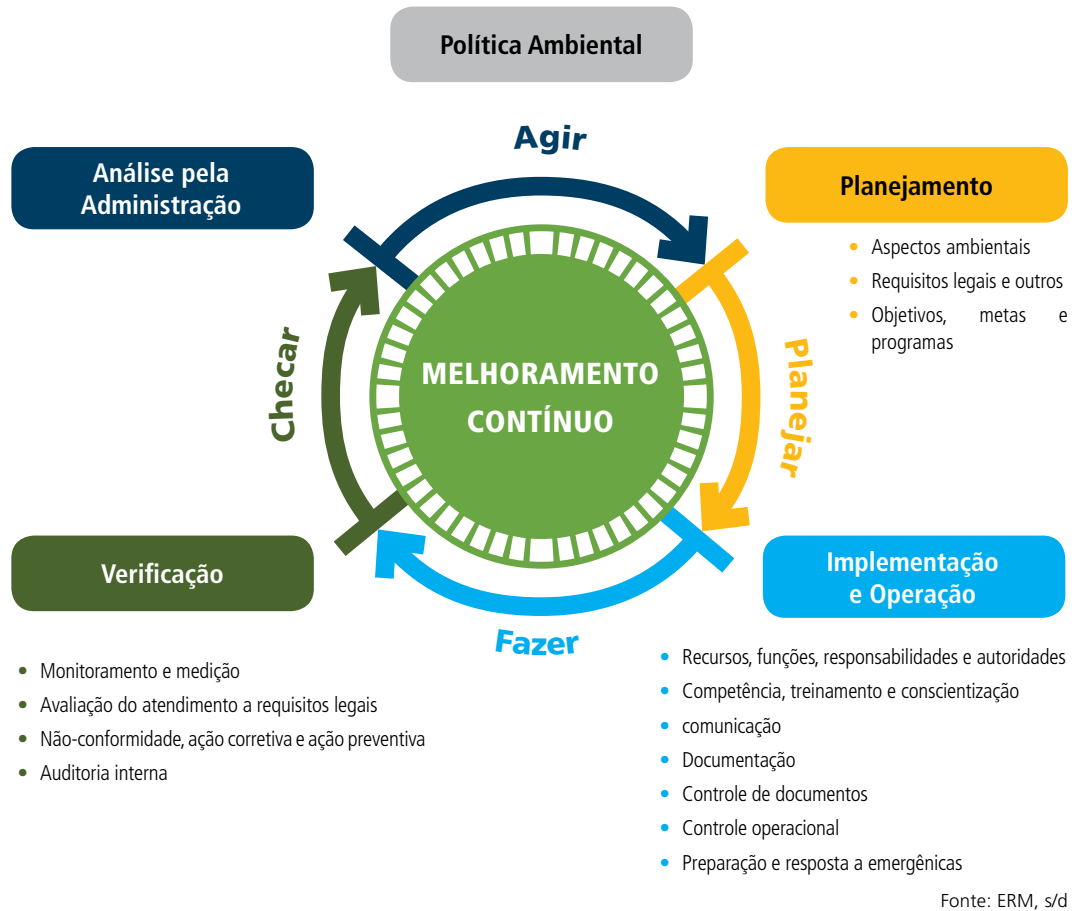 Política Ambiental
Agir
Análise pela
Administração
Planejamento
• Aspectos ambientais
• Requisitos legais e outros
• Objetivos, metas e
programas
Checar
MELHORAMENTO
CONTÍNUO
Planejar
Verificação
Implementação
e Operação
Fazer
• Monitoramento e medição
• Avaliação do atendimento a requisitos legais
• Não-conformidade, ação corretiva e ação preventiva
• Auditoria interna
• Recursos, funções, responsabilidades e autoridades
• Competência, treinamento e conscientização
• comunicação
• Documentação
• Controle de documentos
• Controle operacional
• Preparação e resposta a emergênicas
Fonte: ERM, s/d